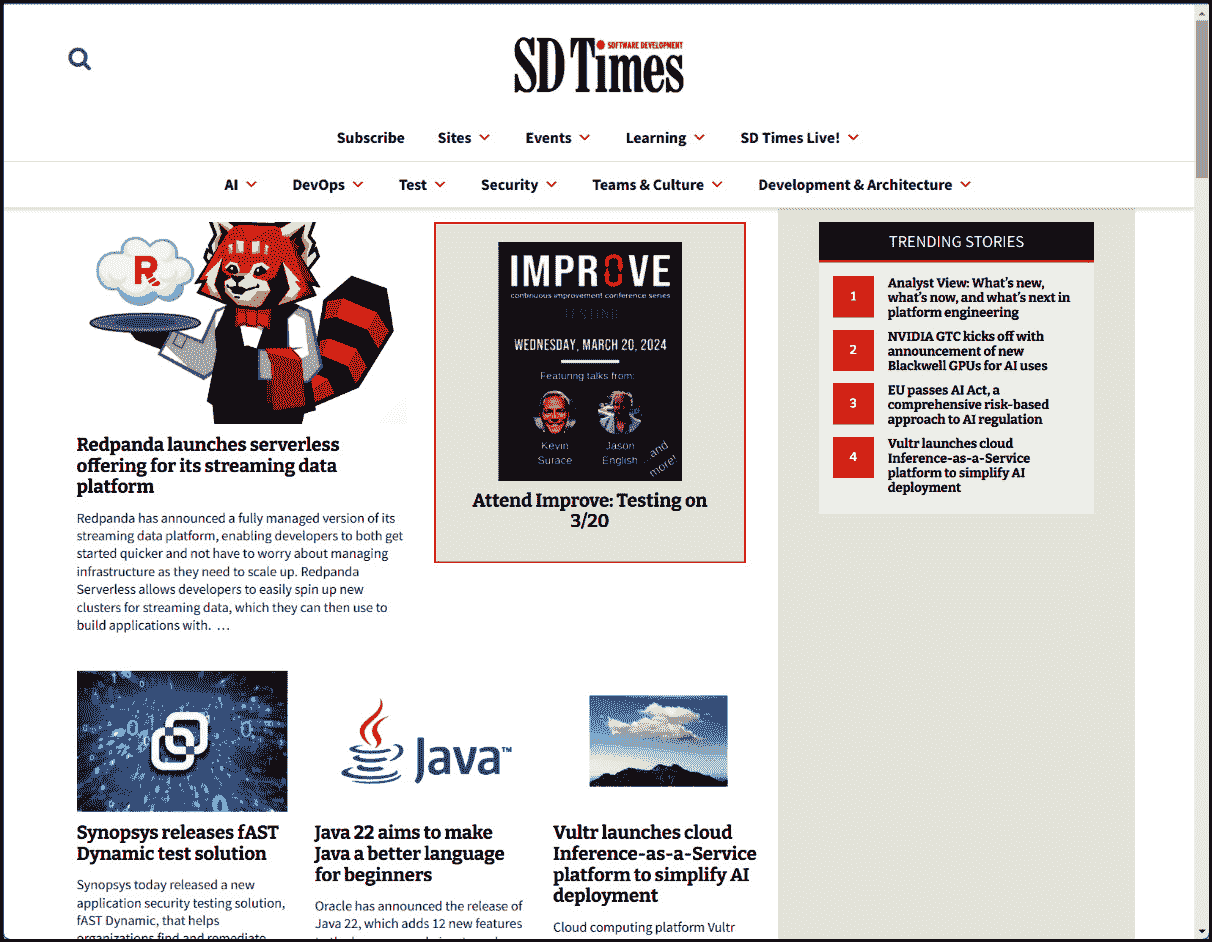 SOFTWARE DEVELOPMENT
SD Times
Subscribe Sites Events Learning SD Times Live!
AI DevOps Test Security Teams & Culture Development & Architecture
R
Redpanda launches serverless
offering for its streaming data
platform
Redpanda has announced a fully managed version of its
streaming data platform, enabling developers to both get
started quicker and not have to worry about managing
infrastructure as they need to scale up. Redpanda
Serverless allows developers to easily spin up new
clusters for streaming data, which they can then use to
build applications with. …
IMPROVE
continuous improvement conference series
TESTING
WEDNESDAY, MARCH 20, 2024
Featuring talks from:
Kevin
Surace
Jason
English
...and
more!
Attend Improve: Testing on
3/20
TRENDING STORIES
1
Analyst View: What's new,
what's now, and what's next in
platform engineering
2
NVIDIA GTC kicks off with
announcement of new
Blackwell GPUs for AI uses
3
EU passes AI Act, a
comprehensive risk-based
approach to AI regulation
4
Vultr launches cloud
Inference-as-a-Service
platform to simplify AI
deployment
Synopsys releases fAST
Dynamic test solution
Synopsys today released a new
application security testing solution,
fAST Dynamic, that helps
organizations find and remediate
Java™
Java 22 aims to make
Java a better language
for beginners
Oracle has announced the release of
Java 22, which adds 12 new features
Vultr launches cloud
Inference-as-a-Service
platform to simplify AI
deployment
Cloud computing platform Vultr